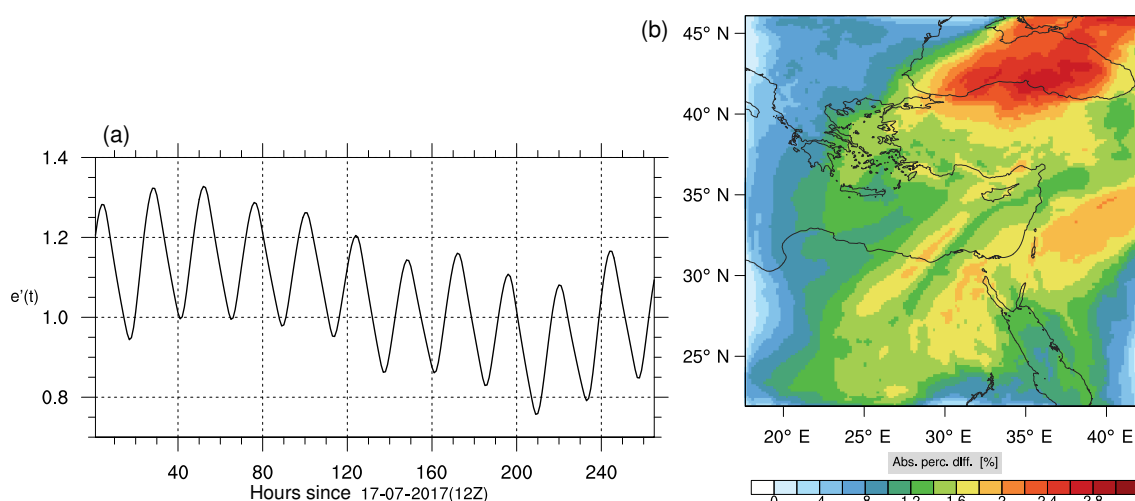 (a)
1.4
1.2
1.0
0.8
e'(t)
40 80 120 160 200 240
Hours since 17-07-2017(12Z)
(b)
45° N
40° N
35° N
30° N
25° N
20° E 25° E 30° E 35° E 40° E
Abs. perc. diff. [%]
0 .4 .8 1.2 1.6 2 2.4 2.8